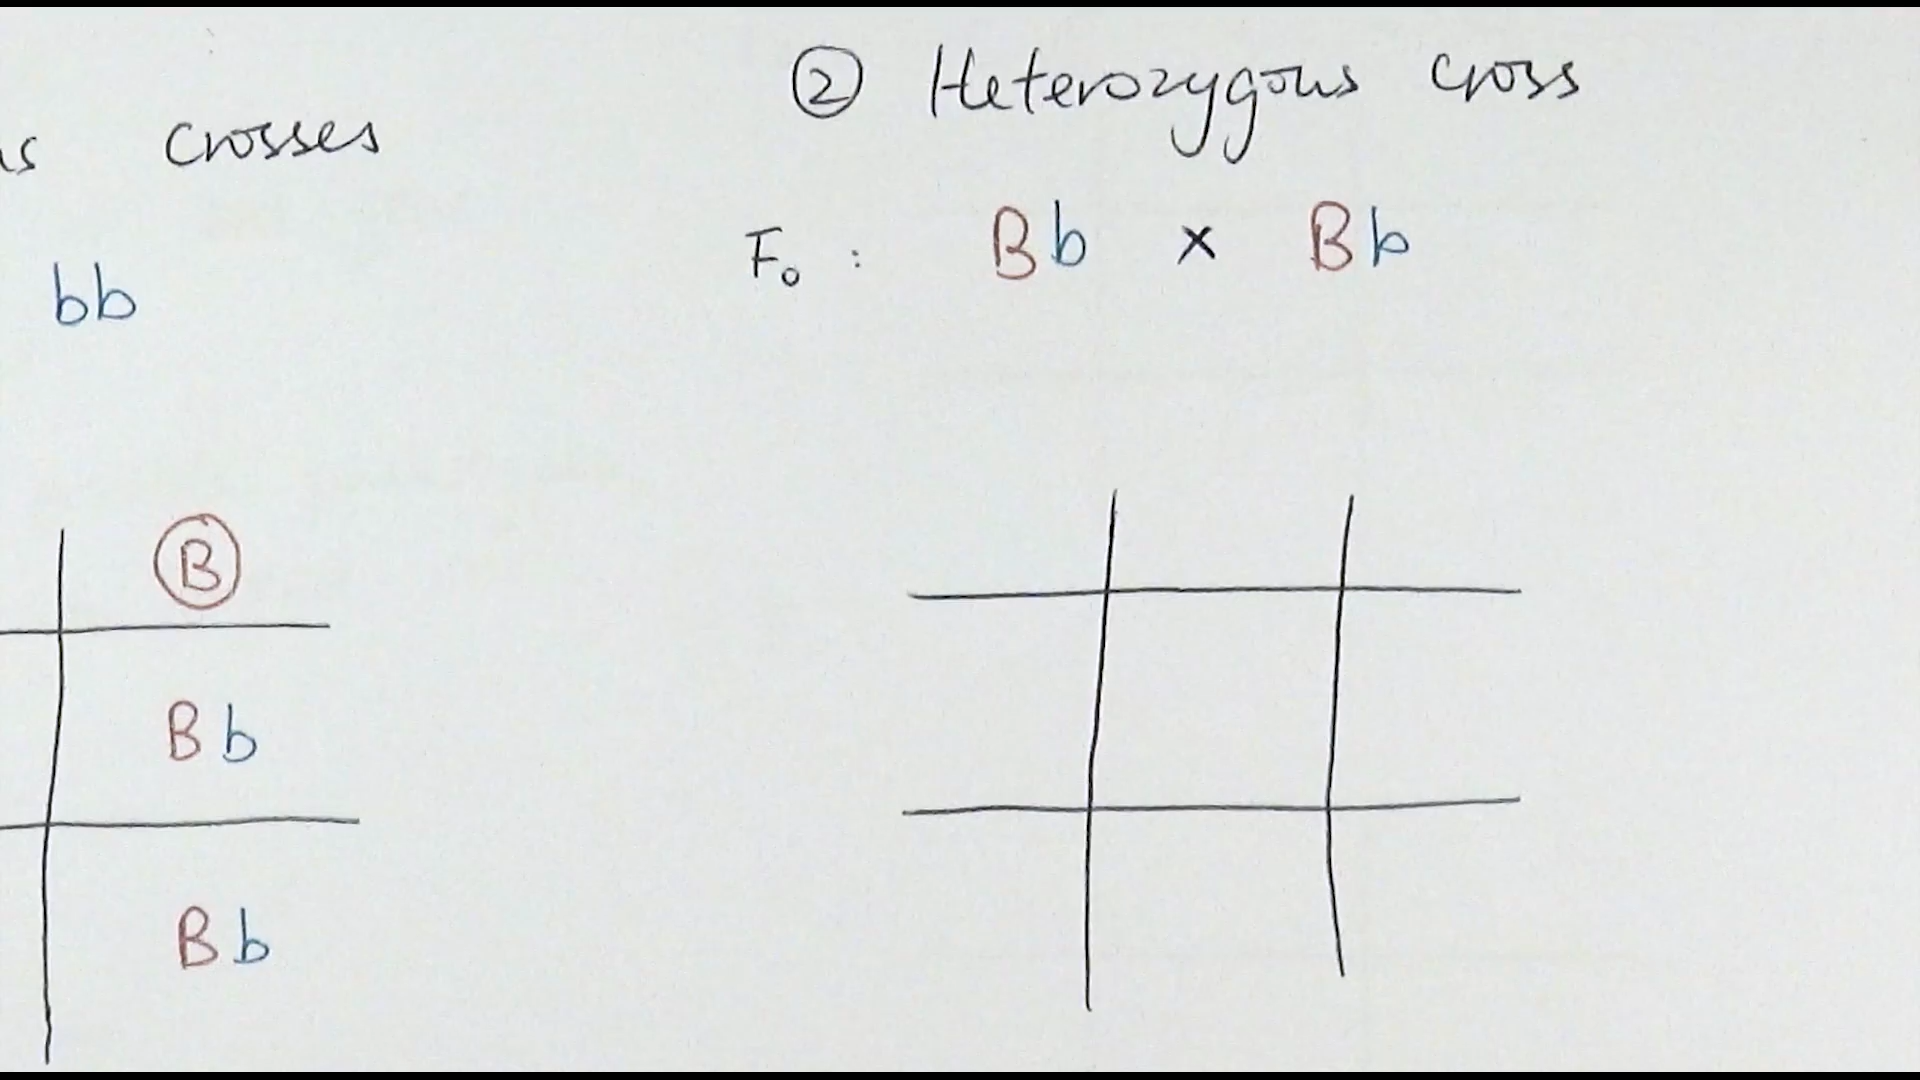 crosses
bb
B
Bb
Bb
② Heterozygous cross
F₀ : Bb × Bb